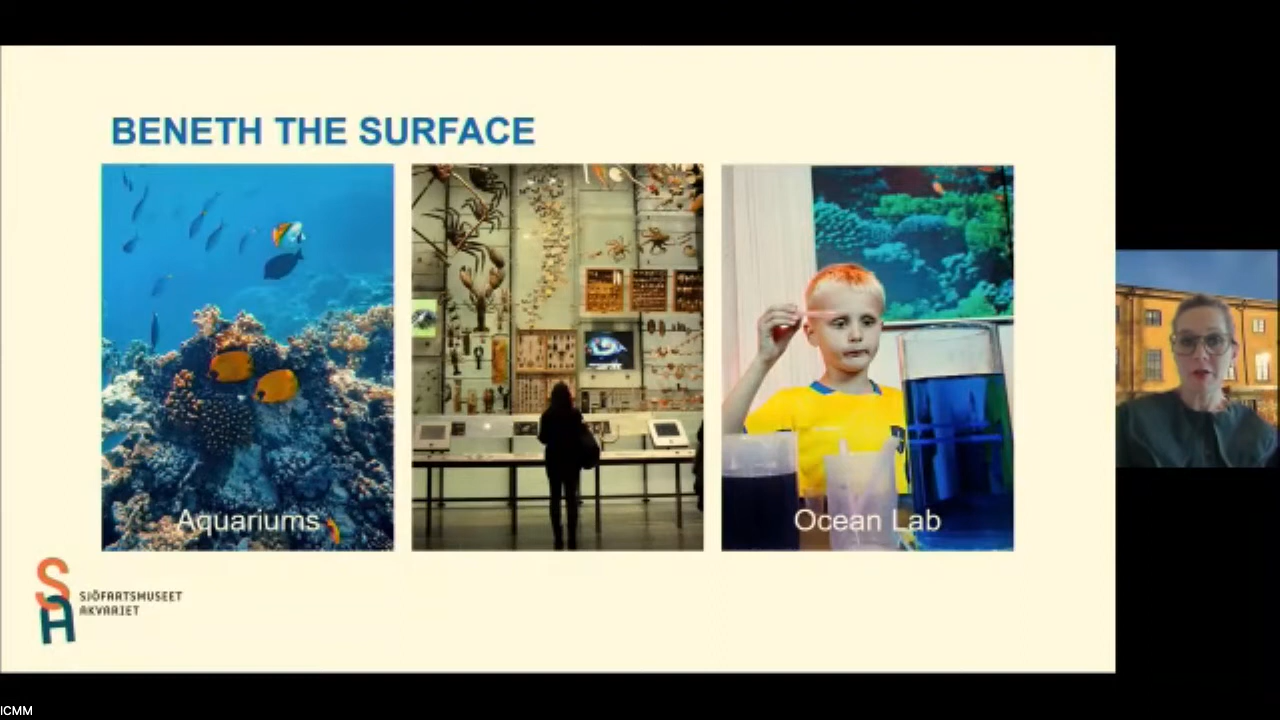 BENETH THE SURFACE
Aquariums
Ocean Lab
SJÖFARTSMUSEET
AKVARIET
ICMM